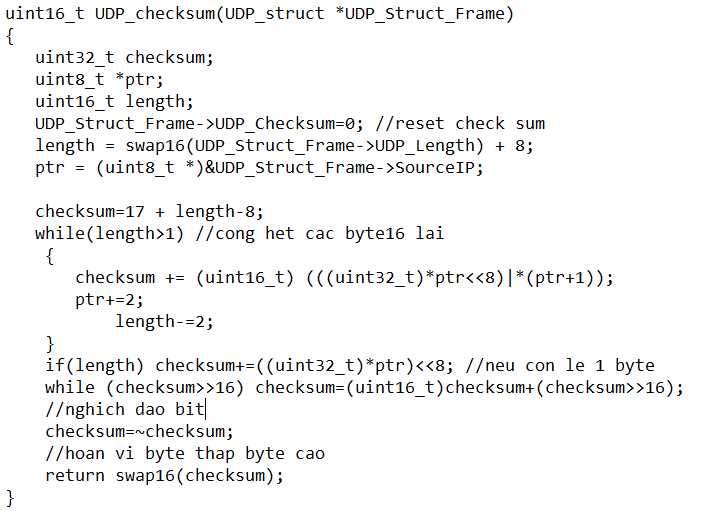 uint16_t UDP_checksum(UDP_struct *UDP_Struct_Frame)
{
uint32_t checksum;
uint8_t *ptr;
uint16_t length;
UDP_Struct_Frame->UDP_Checksum=0; //reset check sum
length = swap16(UDP_Struct_Frame->UDP_Length) + 8;
ptr = (uint8_t *)&UDP_Struct_Frame->SourceIP;
checksum=17 + length-8;
while(length>1) //cong het cac byte16 lai
{
checksum += (uint16_t) (((uint32_t)*ptr<<8)|*(ptr+1));
ptr+=2;
length-=2;
}
if(length) checksum+=((uint32_t)*ptr)<<8; //neu con le 1 byte
while (checksum>>16) checksum=(uint16_t)checksum+(checksum>>16);
//nghich dao bit
checksum=~checksum;
//hoan vi byte thap byte cao
return swap16(checksum);
}